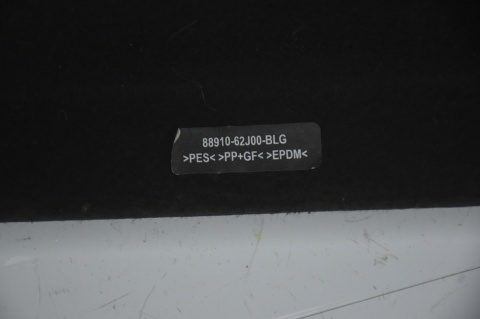 88910-62J00-BLG
>PES< >PP+GF< >EPDM<